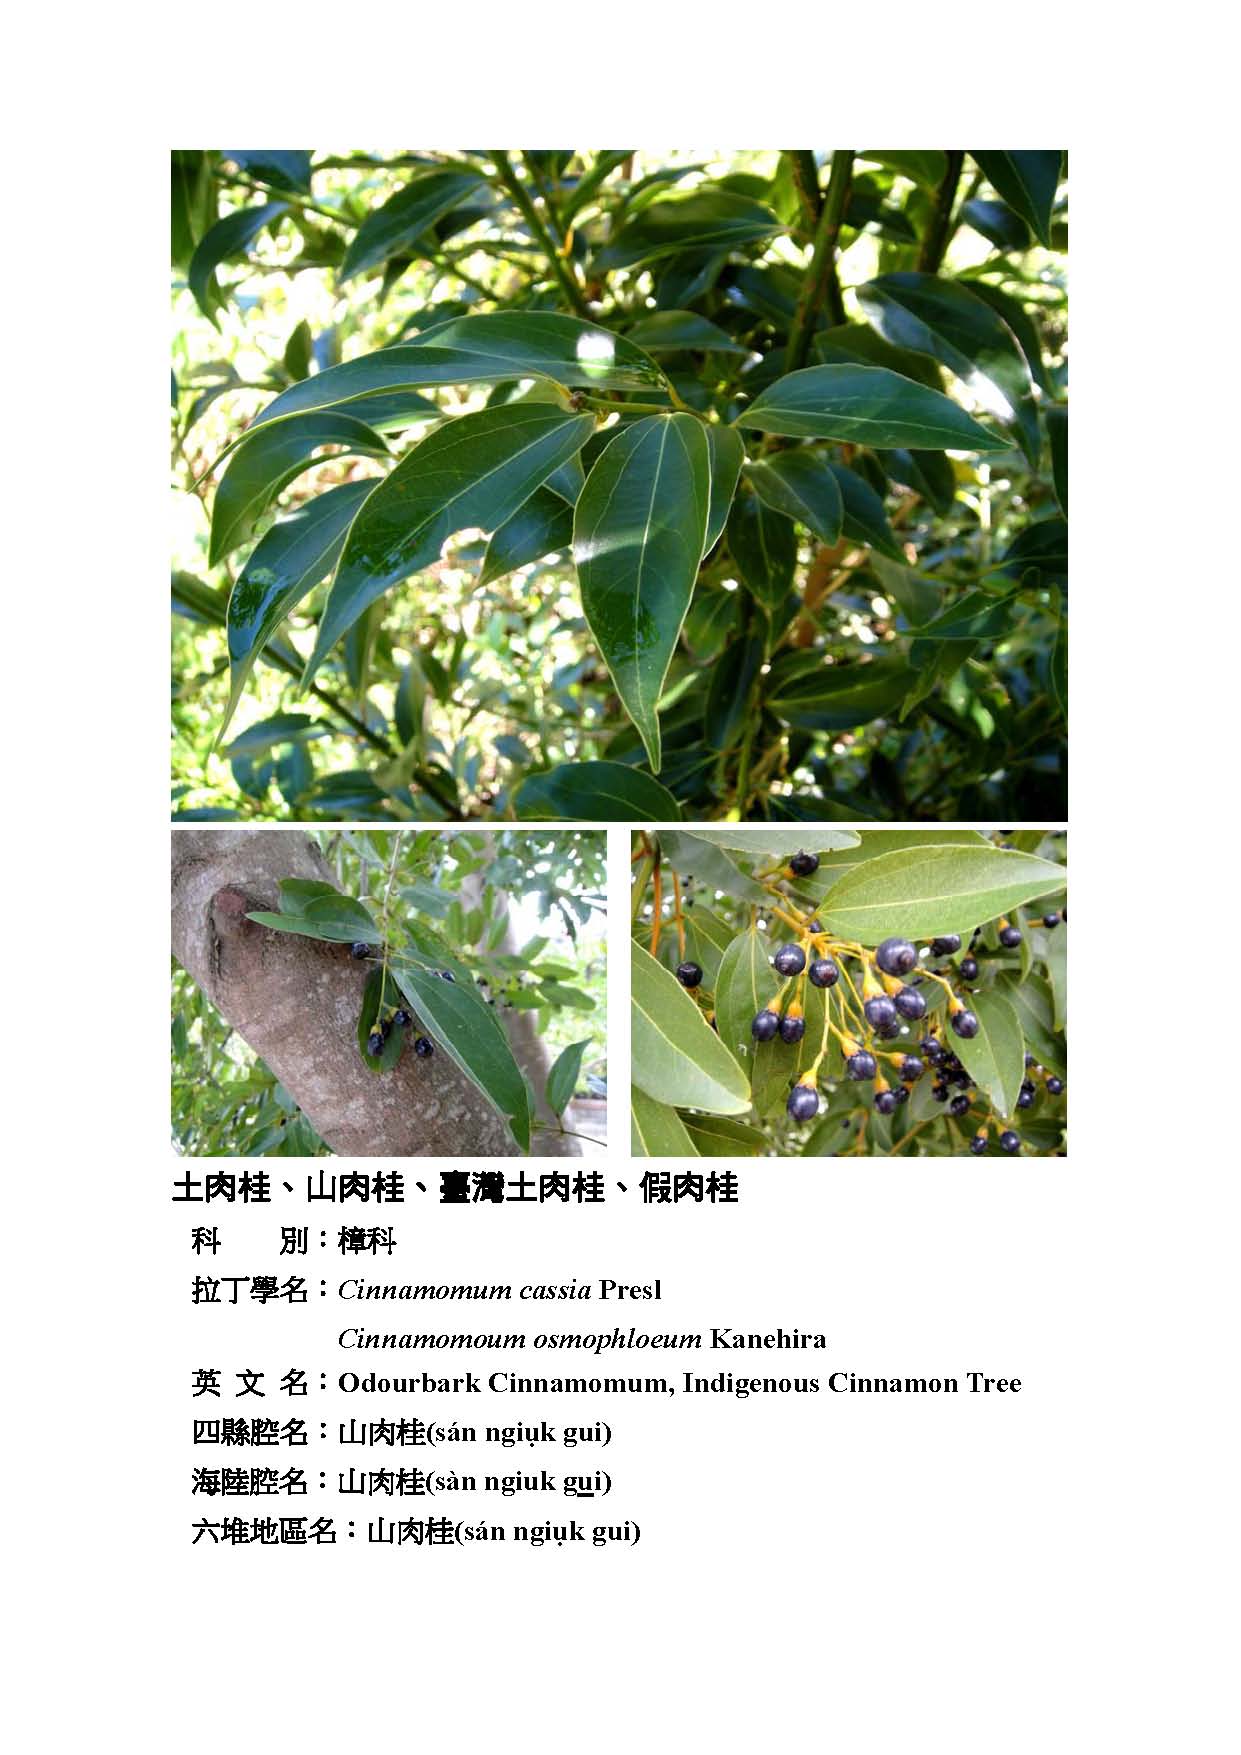 土肉桂、山肉桂、臺灣土肉桂、假肉桂
科　　別：樟科
拉丁學名：Cinnamomum cassia Presl
Cinnamomoum osmophloeum Kanehira
英 文 名：Odourbark Cinnamomum, Indigenous Cinnamon Tree
四縣腔名：山肉桂(sán ngiụk gui)
海陸腔名：山肉桂(sàn ngiuk gui)
六堆地區名：山肉桂(sán ngiụk gui)